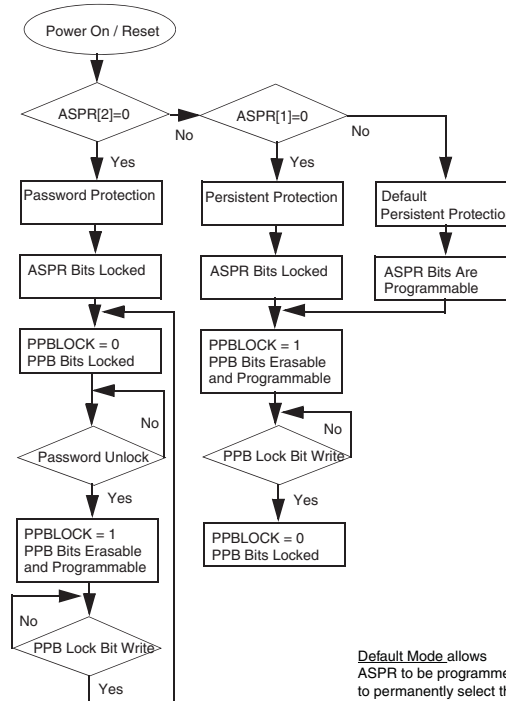 Power On / Reset
ASPR[2]=0
No
ASPR[1]=0
No
Yes
Yes
Password Protection
Persistent Protection
Default
Persistent Protection
ASPR Bits Locked
ASPR Bits Locked
ASPR Bits Are
Programmable
PPBLOCK = 0
PPB Bits Locked
PPBLOCK = 1
PPB Bits Erasable
and Programmable
No
Password Unlock
No
PPB Lock Bit Write
Yes
Yes
PPBLOCK = 1
PPB Bits Erasable
and Programmable
PPBLOCK = 0
PPB Bits Locked
No
PPB Lock Bit Write
Yes
Default Mode allows
ASPR to be programme
to permanently select th